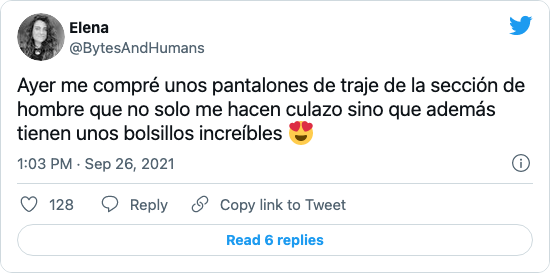 Elena
@BytesAndHumans
Ayer me compré unos pantalones de traje de la sección de
hombre que no solo me hacen culazo sino que además
tienen unos bolsillos increíbles 😍
1:03 PM · Sep 26, 2021
128 Reply Copy link to Tweet
Read 6 replies